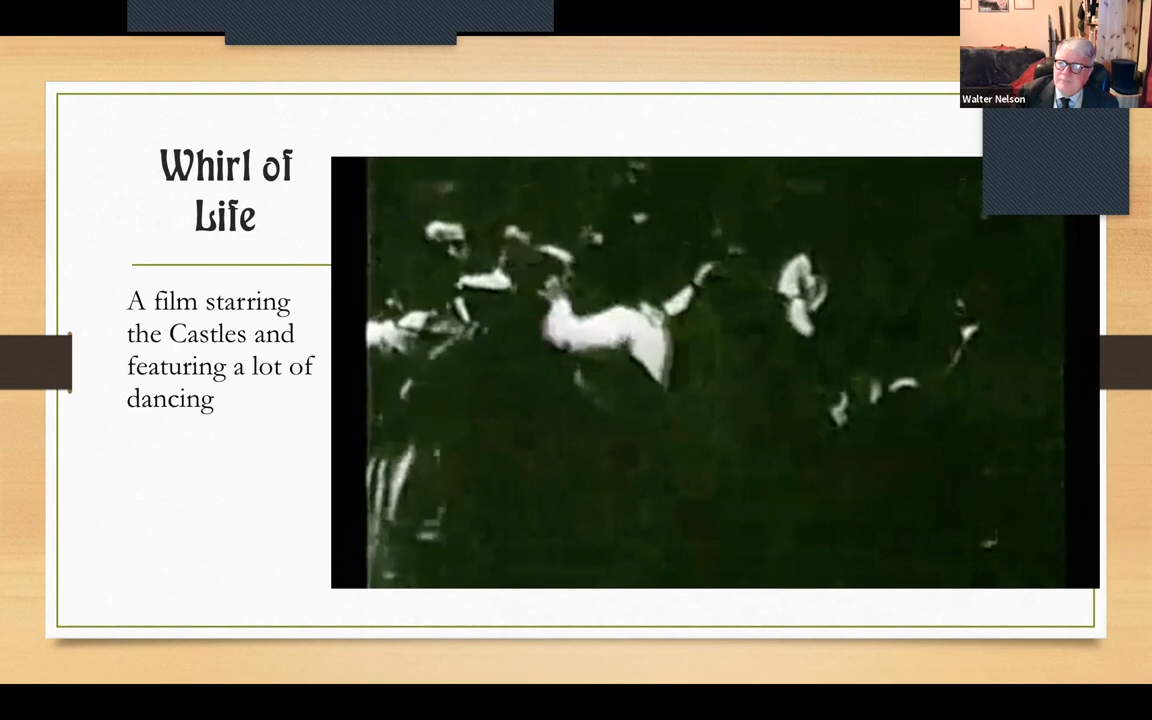 Walter Nelson
Whirl of
Life
A film starring
the Castles and
featuring a lot of
dancing